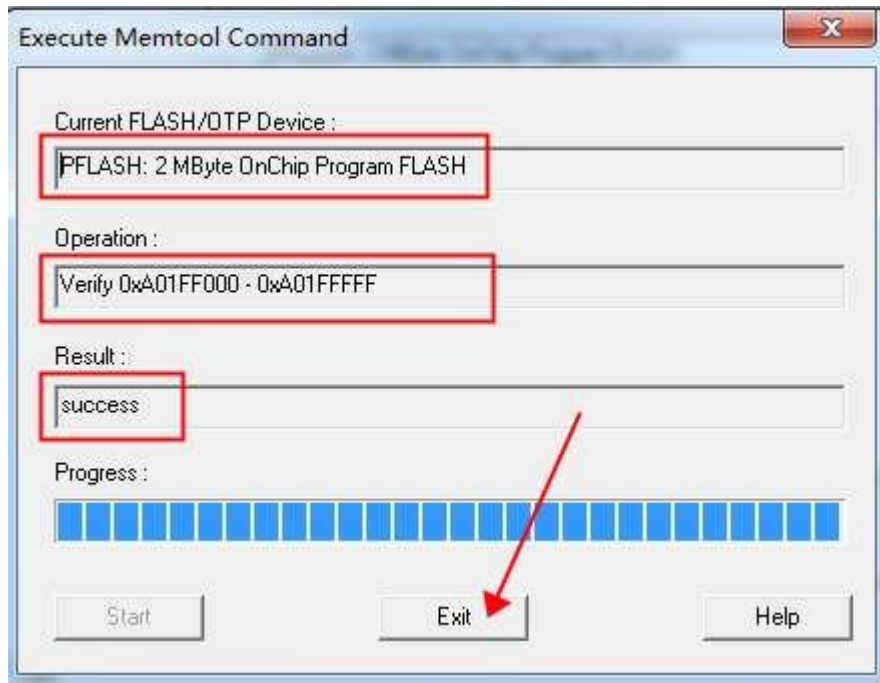 Execute Memtool Command
Current FLASH/OTP Device :
PFLASH: 2 MByte OnChip Program FLASH
Operation :
Verify 0xA01FF000 - 0xA01FFFFF
Result :
success
Progress :
Start
Exit
Help